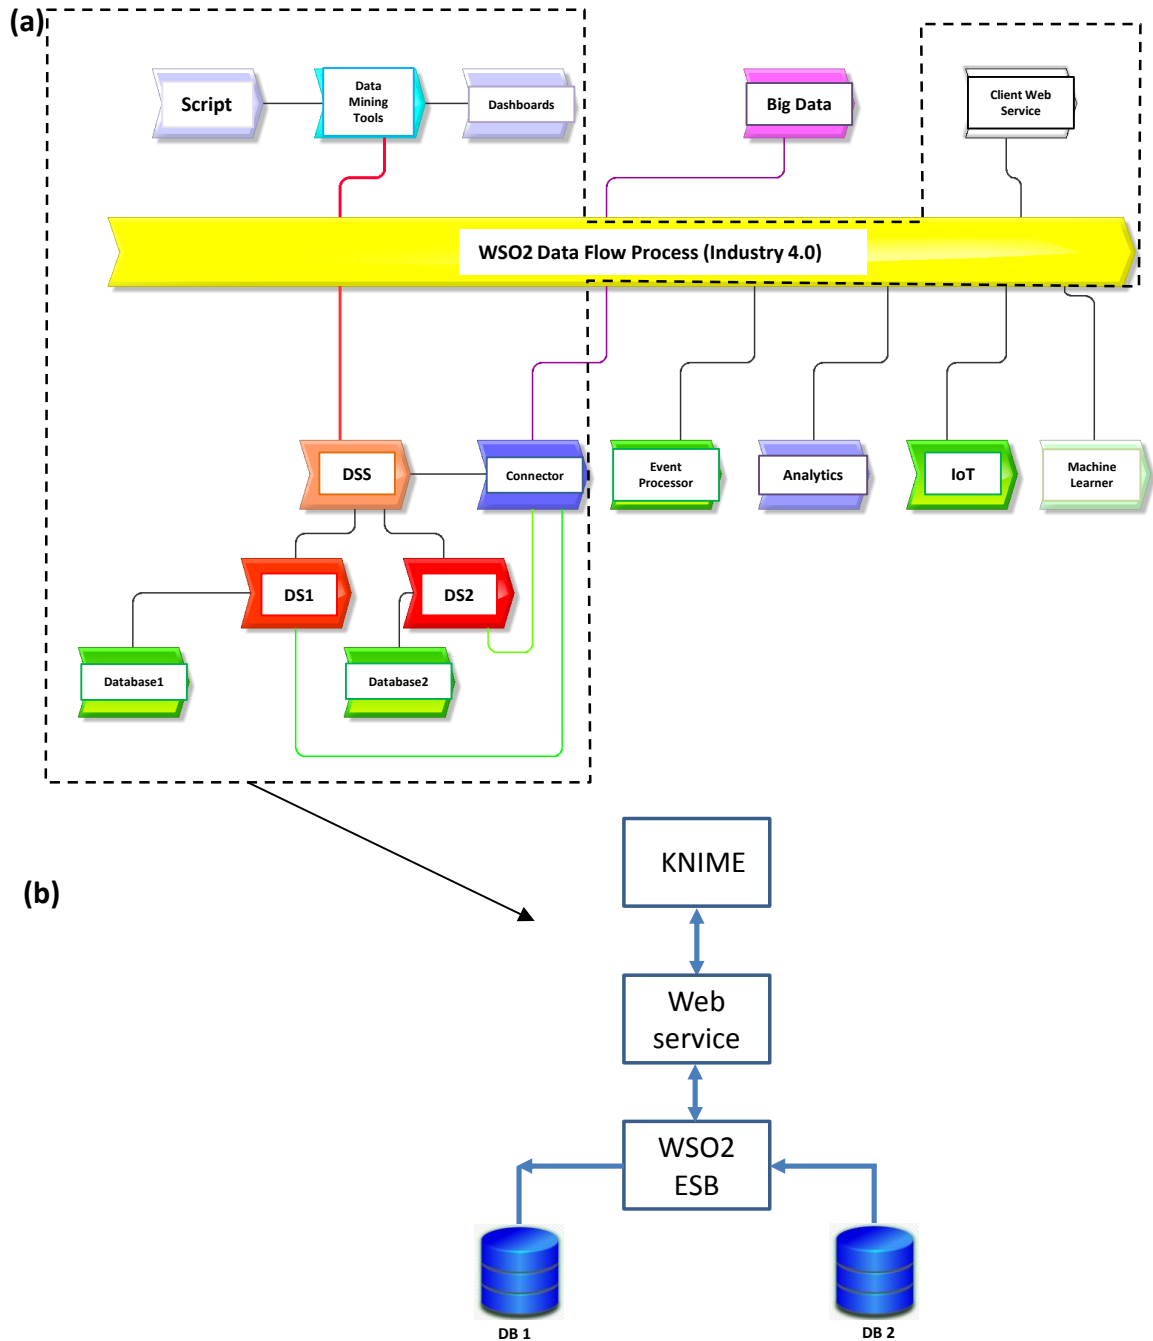 (a)
Script
Data
Mining
Tools
Dashboards
Big Data
Client Web
Service
WSO2 Data Flow Process (Industry 4.0)
DSS
Connector
Event
Processor
Analytics
IoT
Machine
Learner
DS1
DS2
Database1
Database2
(b)
KNIME
Web
service
WSO2
ESB
DB 1
DB 2